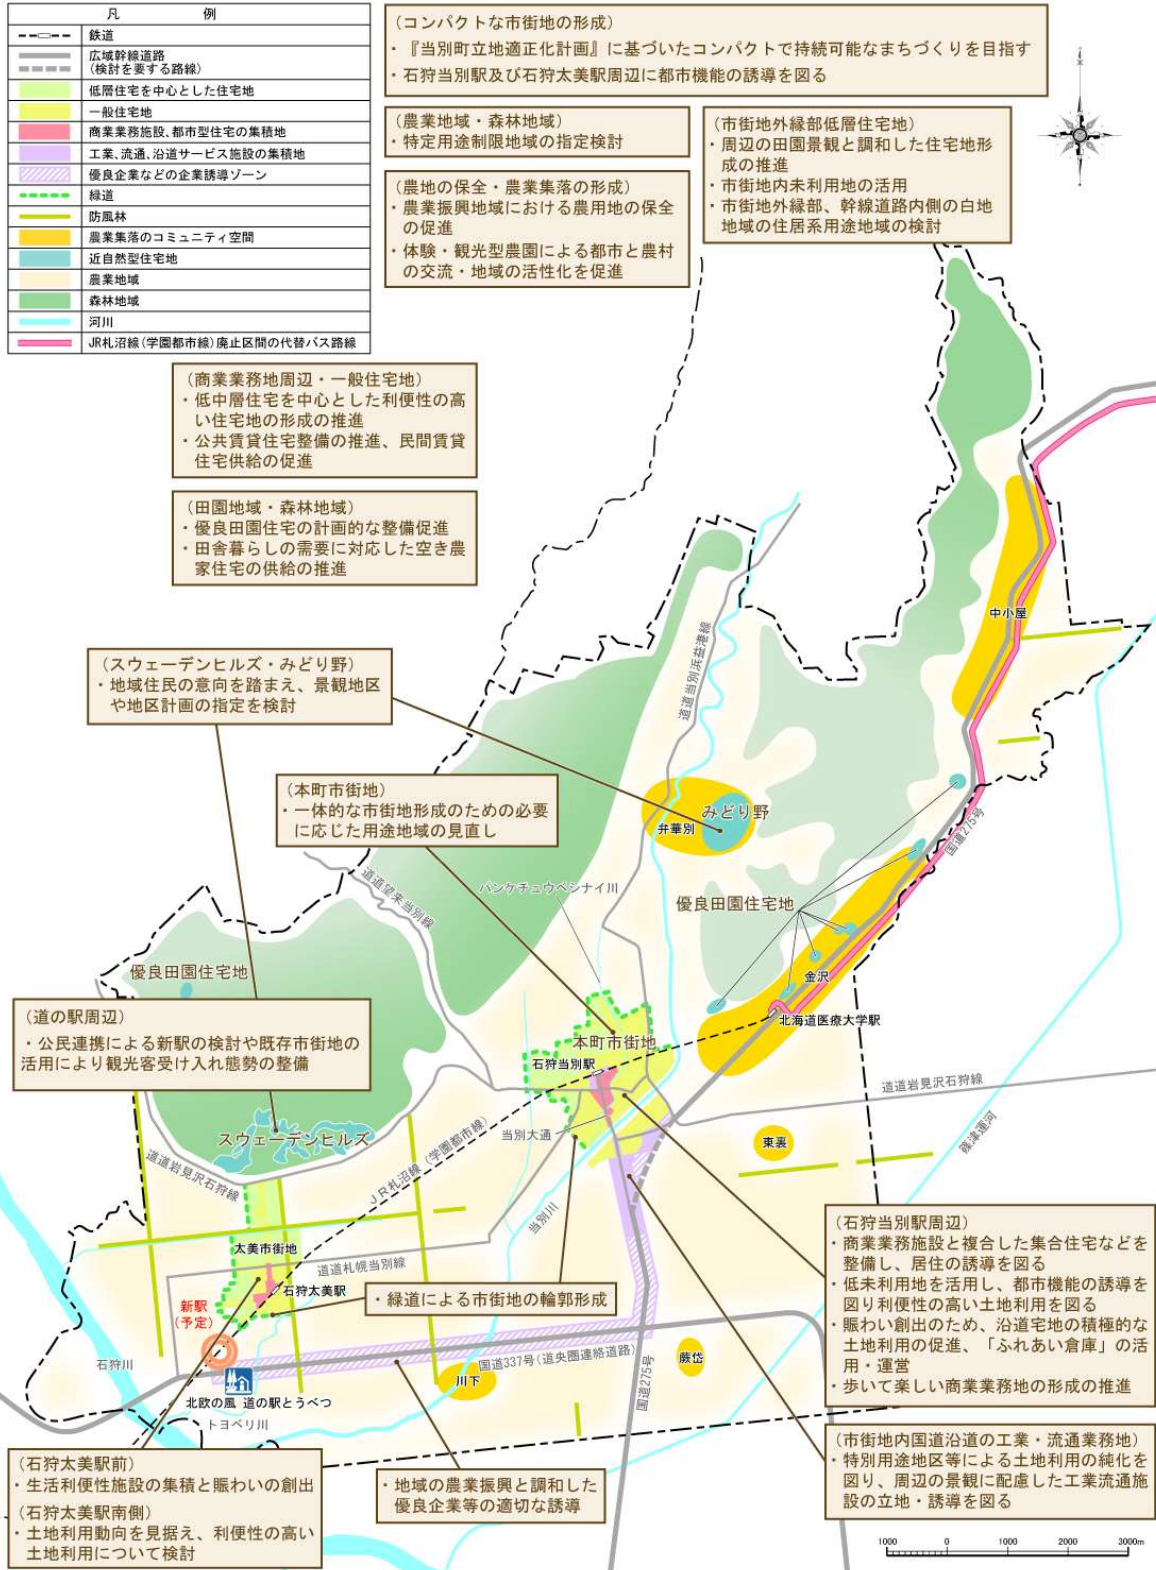 凡 例
鉄道
広域幹線道路
(検討を要する路線)
低層住宅を中心とした住宅地
一般住宅地
商業業務施設、都市型住宅の集積地
工業、流通、沿道サービス施設の集積地
優良企業などの企業誘導ゾーン
緑道
防風林
農業集落のコミュニティ空間
近自然型住宅地
農業地域
森林地域
河川
JR札沼線(学園都市線)廃止区間の代替バス路線
(コンパクトな市街地の形成)
・『当別町立地適正化計画』に基づいたコンパクトで持続可能なまちづくりを目指す
・石狩当別駅及び石狩太美駅周辺に都市機能の誘導を図る
(農業地域・森林地域)
・特定用途制限地域の指定検討
(農地の保全・農業集落の形成)
・農業振興地域における農用地の保全
の促進
・体験・観光型農園による都市と農村
の交流・地域の活性化を促進
(市街地外縁部低層住宅地)
・周辺の田園景観と調和した住宅地形
成の推進
・市街地内未利用地の活用
・市街地外縁部、幹線道路内側の白地
地域の住居系用途地域の検討
(商業業務地周辺・一般住宅地)
・低中層住宅を中心とした利便性の高
い住宅地の形成の推進
・公共賃貸住宅整備の推進、民間賃貸
住宅供給の促進
(田園地域・森林地域)
・優良田園住宅の計画的な整備促進
・田舎暮らしの需要に対応した空き農
家住宅の供給の推進
中小屋
(スウェーデンヒルズ・みどり野)
・地域住民の意向を踏まえ、景観地区
や地区計画の指定を検討
道道当別浜益港線
(本町市街地)
・一体的な市街地形成のための必要
に応じた用途地域の見直し
みどり野
弁華別
国道275号
道道望来当別線
パンケチュウベシナイ川
優良田園住宅地
優良田園住宅地
金沢
北海道医療大学駅
(道の駅周辺)
・公民連携による新駅の検討や既存市街地の
活用により観光客受け入れ態勢の整備
本町市街地
石狩当別駅
道道岩見沢石狩線
当別大通
スウェーデンヒルズ
JR札沼線(学園都市線)
道道岩見沢石狩線
東裏
篠津運河
当別川
太美市街地
道道札幌当別線
石狩太美駅
新駅
(予定)
・緑道による市街地の輪郭形成
(石狩当別駅周辺)
・商業業務施設と複合した集合住宅などを
整備し、居住の誘導を図る
・低未利用地を活用し、都市機能の誘導を
図り利便性の高い土地利用を図る
・賑わい創出のため、沿道宅地の積極的な
土地利用の促進、「ふれあい倉庫」の活
用・運営
・歩いて楽しい商業業務地の形成の推進
石狩川
国道337号(道央圏連絡道路)
蕨岱
川下
国道275号
北欧の風 道の駅とうべつ
トヨベリ川
(石狩太美駅前)
・生活利便性施設の集積と賑わいの創出
(石狩太美駅南側)
・土地利用動向を見据え、利便性の高い
土地利用について検討
・地域の農業振興と調和した
優良企業等の適切な誘導
(市街地内国道沿道の工業・流通業務地)
・特別用途地区等による土地利用の純化を
図り、周辺の景観に配慮した工業流通施
設の立地・誘導を図る
1000 0 1000 2000 3000m